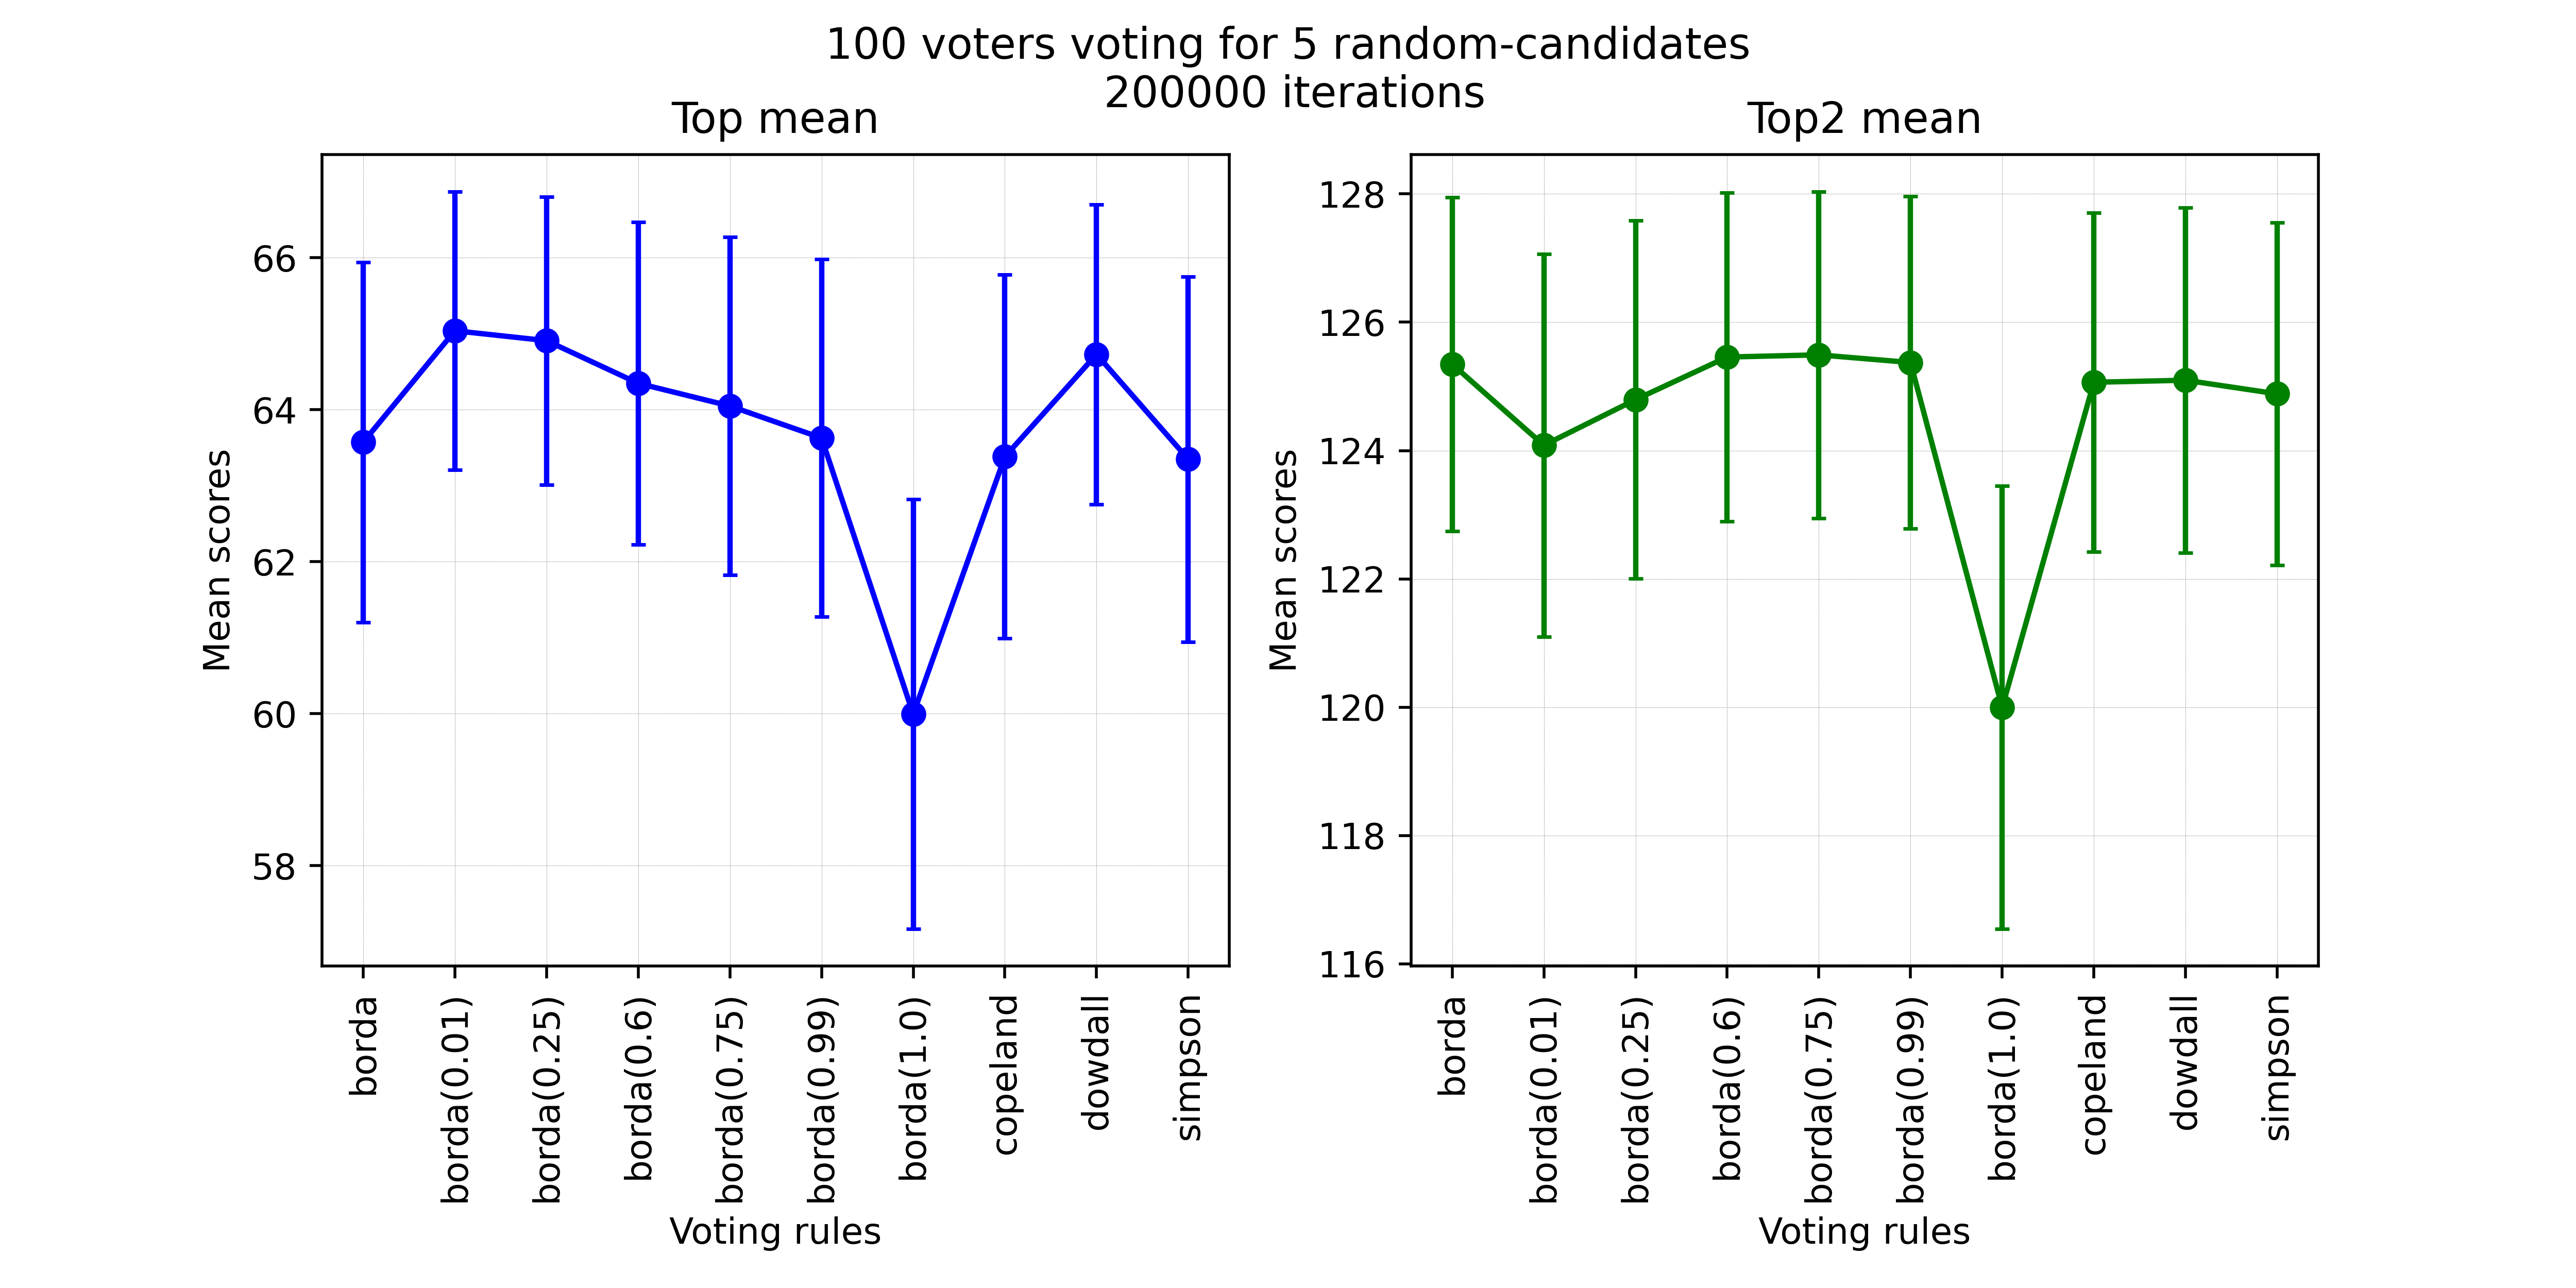 100 voters voting for 5 random-candidates
200000 iterations
Top mean
Mean scores
66
64
62
60
58
borda
borda(0.01)
borda(0.25)
borda(0.6)
borda(0.75)
borda(0.99)
borda(1.0)
copeland
dowdall
simpson
Voting rules
Top2 mean
Mean scores
128
126
124
122
120
118
116
borda
borda(0.01)
borda(0.25)
borda(0.6)
borda(0.75)
borda(0.99)
borda(1.0)
copeland
dowdall
simpson
Voting rules